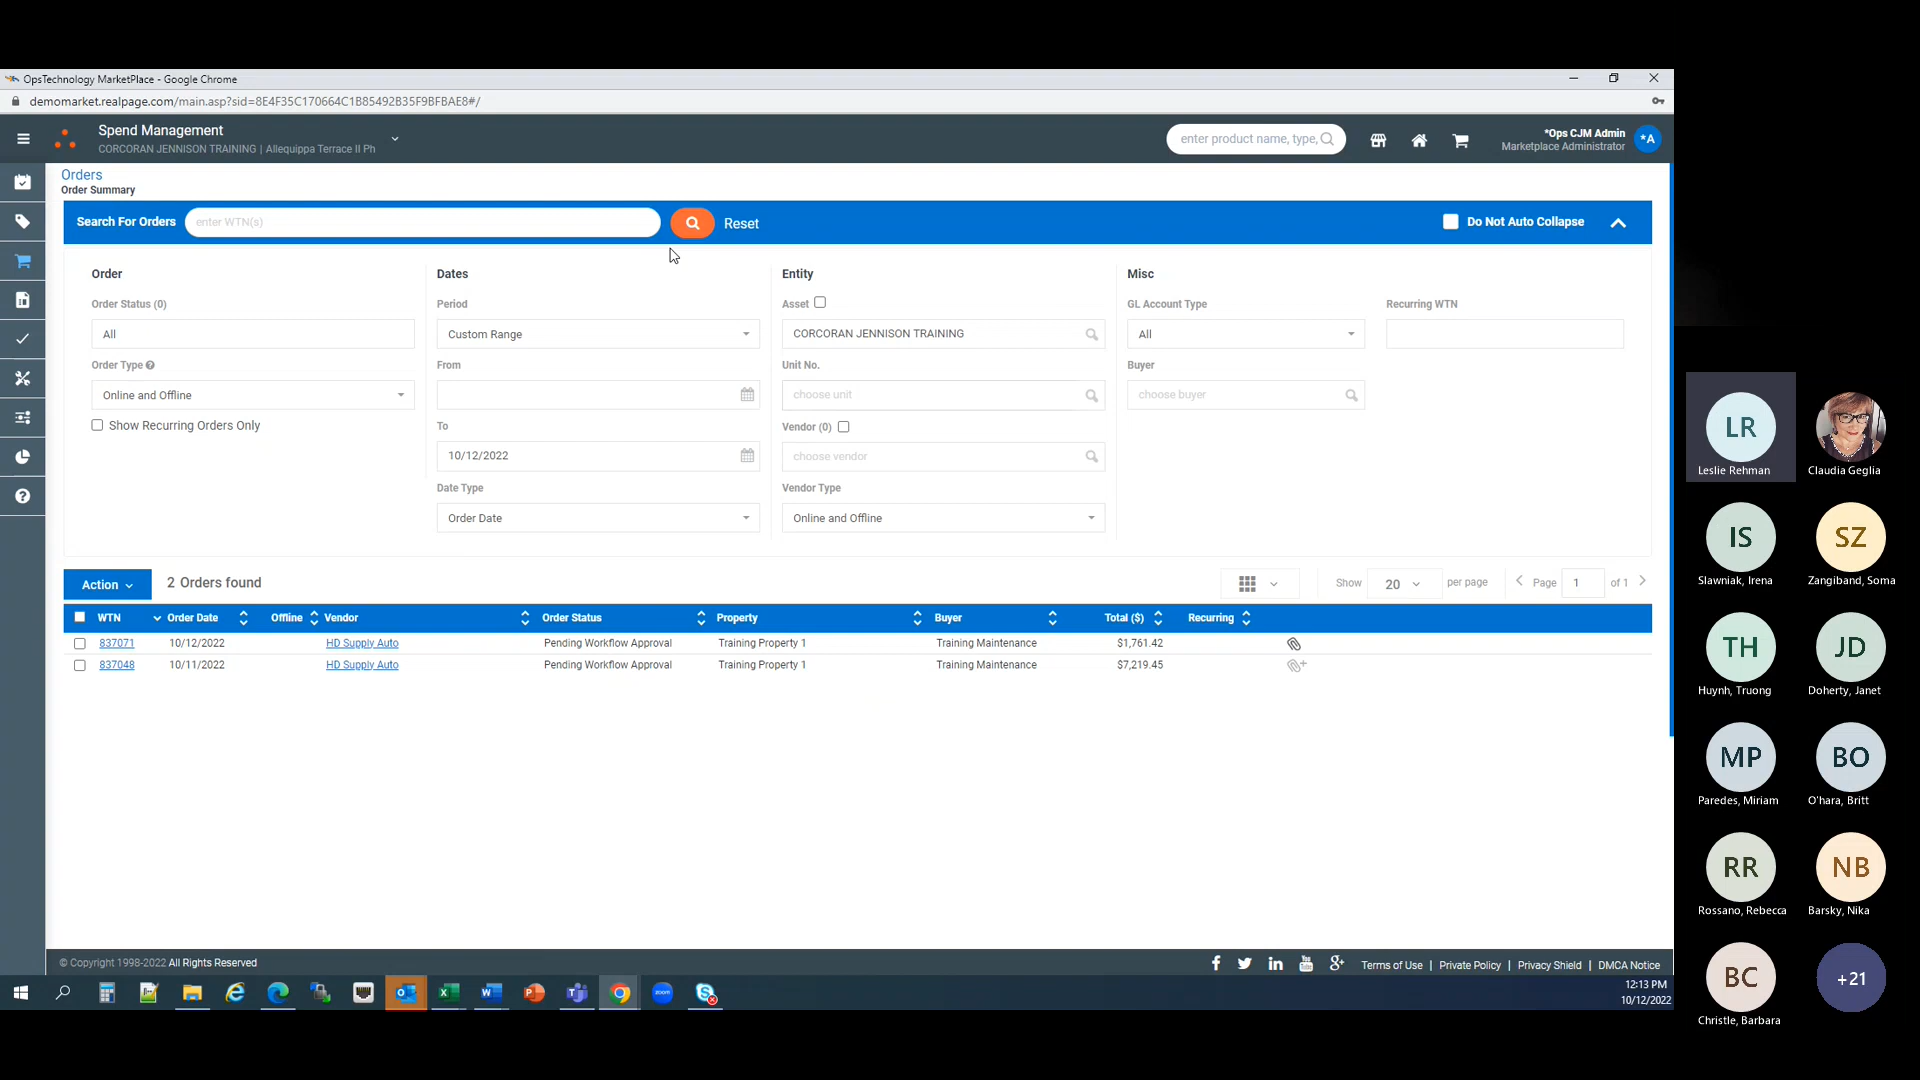 OpsTechnology MarketPlace - Google Chrome
demomarket.realpage.com/main.asp?sid=8E4F35C170664C1B85492B35F9BFBAE8#/
Spend Management
CORCORAN JENNISON TRAINING | Allequippa Terrace II Ph
enter product name, type,
*Ops CJM Admin
Marketplace Administrator
*A
Orders
Order Summary
Search For Orders
enter WTN(s)
Reset
Do Not Auto Collapse
Order
Order Status (0)
All
Order Type
Online and Offline
Show Recurring Orders Only
Dates
Period
Custom Range
From
To
10/12/2022
Date Type
Order Date
Entity
Asset
CORCORAN JENNISON TRAINING
Unit No.
choose unit
Vendor (0)
choose vendor
Vendor Type
Online and Offline
Misc
GL Account Type
All
Buyer
choose buyer
Recurring WTN
Action
2 Orders found
Show 20 per page
Page 1 of 1
WTN Order Date Offline Vendor Order Status Property Buyer Total ($) Recurring
837071 10/12/2022 HD Supply Auto Pending Workflow Approval Training Property 1 Training Maintenance $1,761.42
837048 10/11/2022 HD Supply Auto Pending Workflow Approval Training Property 1 Training Maintenance $7,219.45
© Copyright 1998-2022 All Rights Reserved
Terms of Use | Private Policy | Privacy Shield | DMCA Notice
12:13 PM
10/12/2022
LR
Leslie Rehman
Claudia Geglia
IS
Slawniak, Irena
SZ
Zangiband, Soma
TH
Huynh, Truong
JD
Doherty, Janet
MP
Paredes, Miriam
BO
O'hara, Britt
RR
Rossano, Rebecca
NB
Barsky, Nika
BC
Christle, Barbara
+21